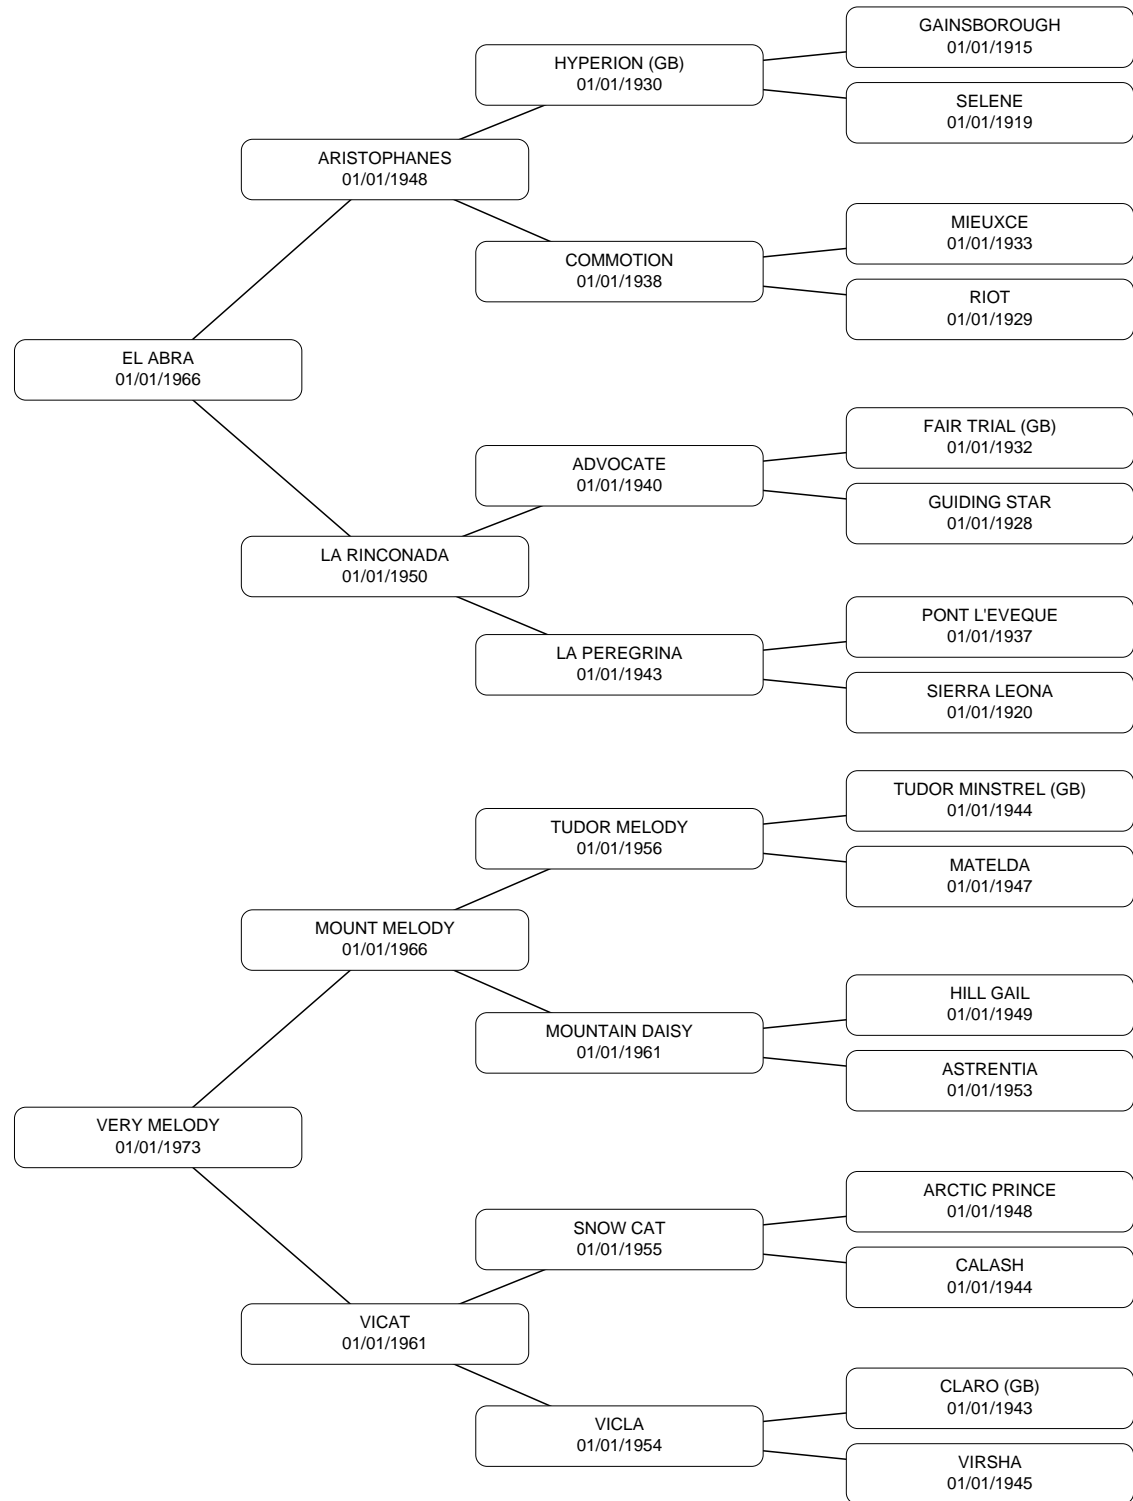 GAINSBOROUGH
01/01/1915
HYPERION (GB)
01/01/1930
SELENE
01/01/1919
ARISTOPHANES
01/01/1948
MIEUXCE
01/01/1933
COMMOTION
01/01/1938
RIOT
01/01/1929
EL ABRA
01/01/1966
FAIR TRIAL (GB)
01/01/1932
ADVOCATE
01/01/1940
GUIDING STAR
01/01/1928
LA RINCONADA
01/01/1950
PONT L'EVEQUE
01/01/1937
LA PEREGRINA
01/01/1943
SIERRA LEONA
01/01/1920
TUDOR MINSTREL (GB)
01/01/1944
TUDOR MELODY
01/01/1956
MATELDA
01/01/1947
MOUNT MELODY
01/01/1966
HILL GAIL
01/01/1949
MOUNTAIN DAISY
01/01/1961
ASTRENTIA
01/01/1953
VERY MELODY
01/01/1973
ARCTIC PRINCE
01/01/1948
SNOW CAT
01/01/1955
CALASH
01/01/1944
VICAT
01/01/1961
CLARO (GB)
01/01/1943
VICLA
01/01/1954
VIRSHA
01/01/1945